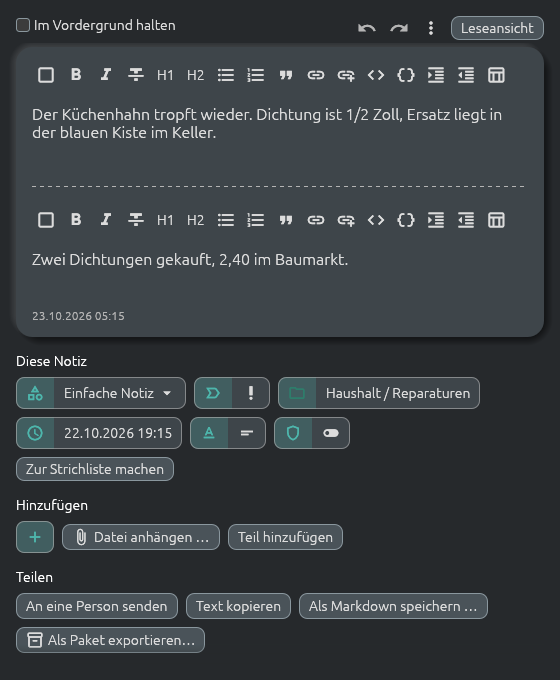 Im Vordergrund halten
Leseansicht
B I S H1 H2
Der Küchenhahn tropft wieder. Dichtung ist 1/2 Zoll, Ersatz liegt in
der blauen Kiste im Keller.
B I S H1 H2
Zwei Dichtungen gekauft, 2,40 im Baumarkt.
23.10.2026 05:15
Diese Notiz
Einfache Notiz
Haushalt / Reparaturen
22.10.2026 19:15
Zur Strichliste machen
Hinzufügen
Datei anhängen …
Teil hinzufügen
Teilen
An eine Person senden
Text kopieren
Als Markdown speichern …
Als Paket exportieren…